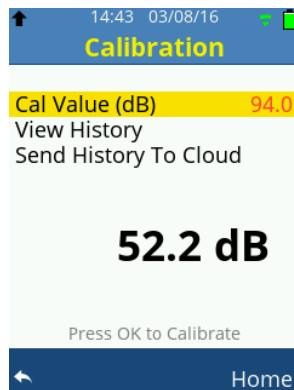 14:43 03/08/16
Calibration
Cal Value (dB) 94.0
View History
Send History To Cloud
52.2 dB
Press OK to Calibrate
Home